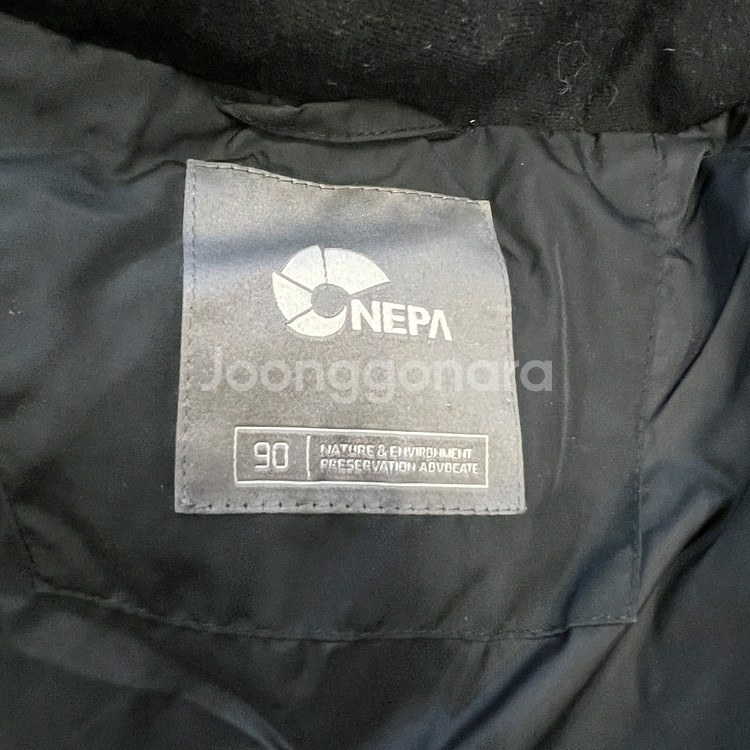 NEPA
Joonggonara
90
NATURE & ENVIRONMENT
PRESERVATION ADVOCATE